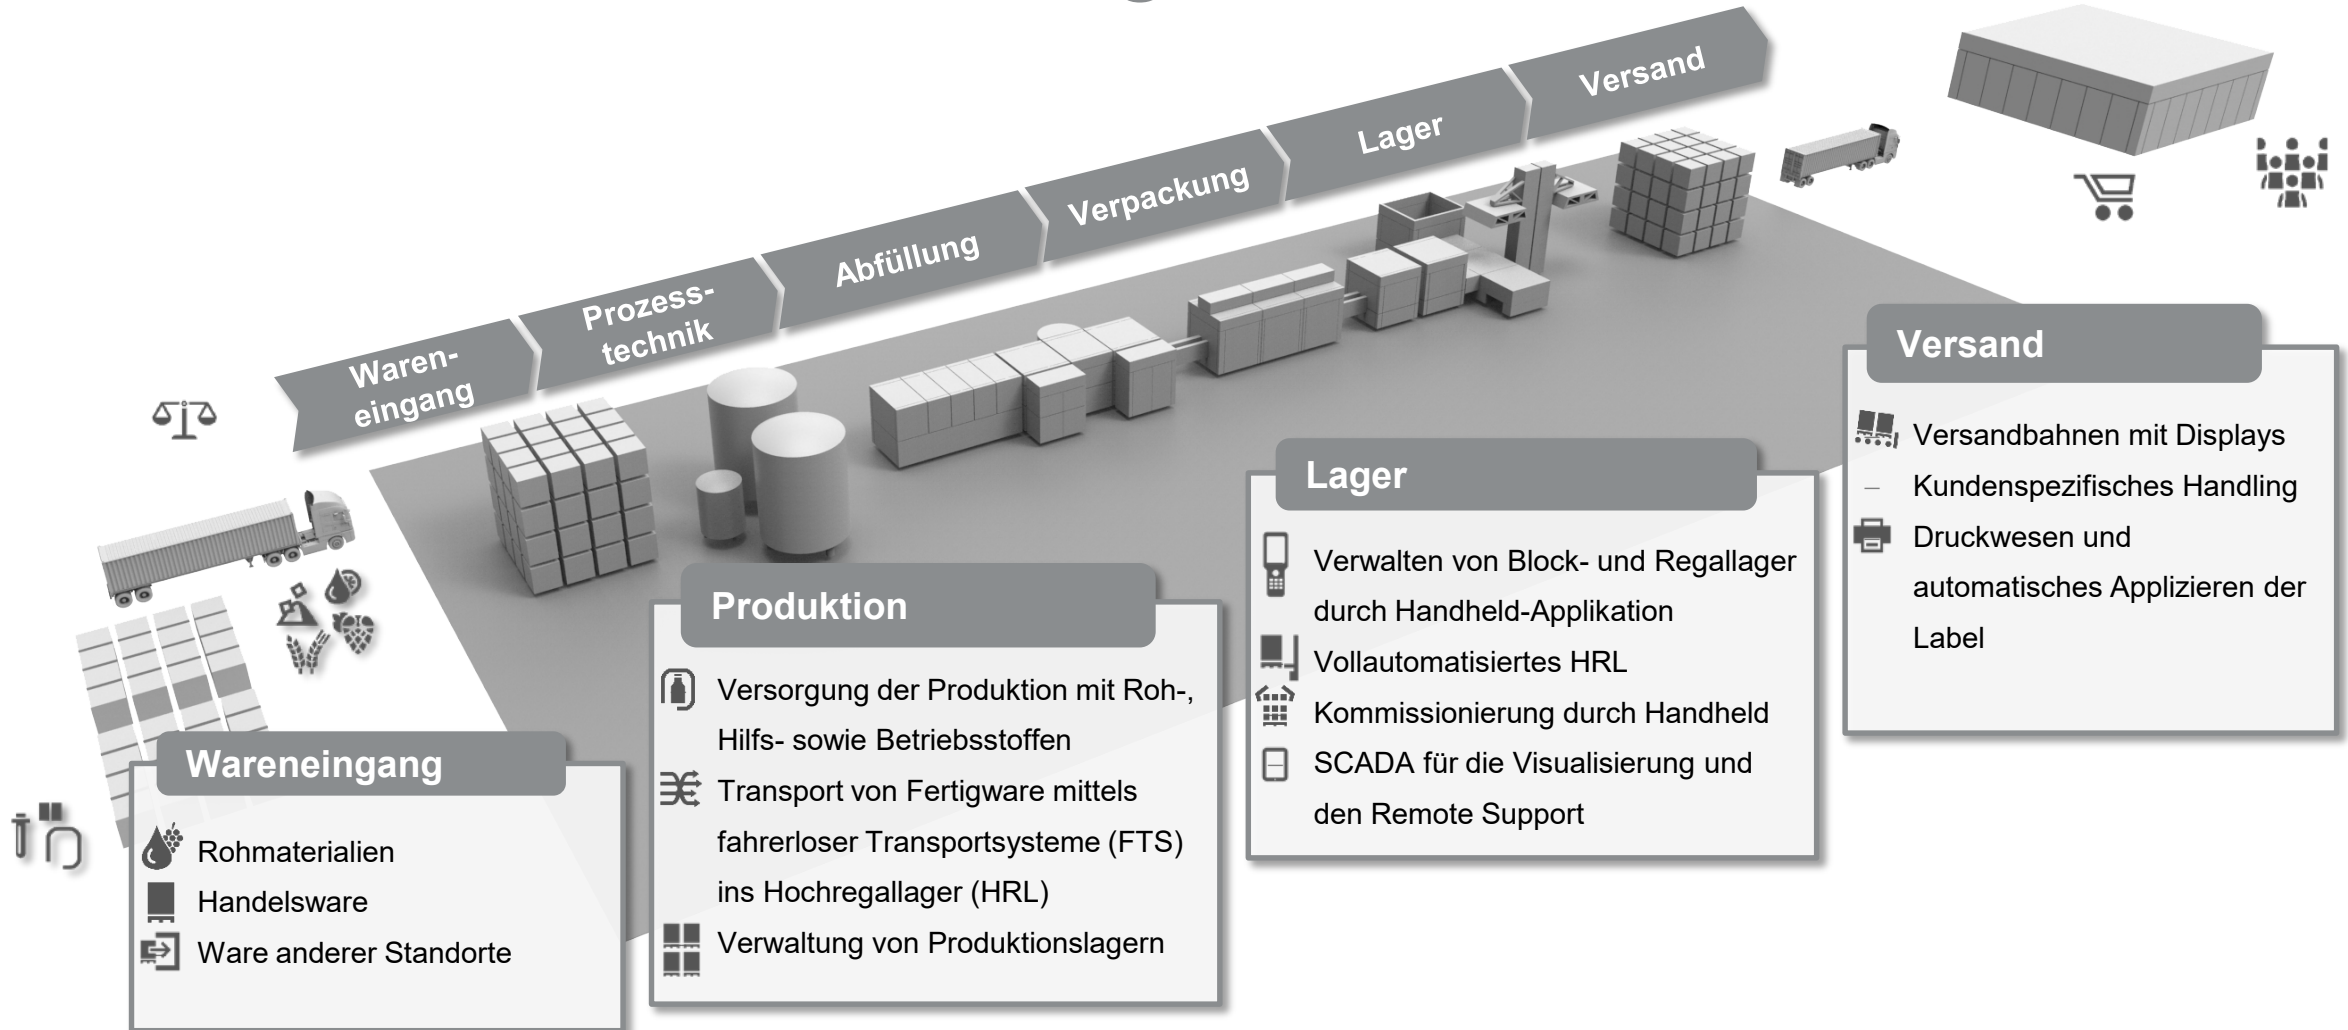 Waren-
eingang
Prozess-
technik
Abfüllung
Verpackung
Lager
Versand
Wareneingang
Rohmaterialien
Handelsware
Ware anderer Standorte
Produktion
Versorgung der Produktion mit Roh-,
Hilfs- sowie Betriebsstoffen
Transport von Fertigware mittels
fahrerloser Transportsysteme (FTS)
ins Hochregallager (HRL)
Verwaltung von Produktionslagern
Lager
Verwalten von Block- und Regallager
durch Handheld-Applikation
Vollautomatisiertes HRL
Kommissionierung durch Handheld
SCADA für die Visualisierung und
den Remote Support
Versand
Versandbahnen mit Displays
– Kundenspezifisches Handling
Druckwesen und
automatisches Applizieren der
Label